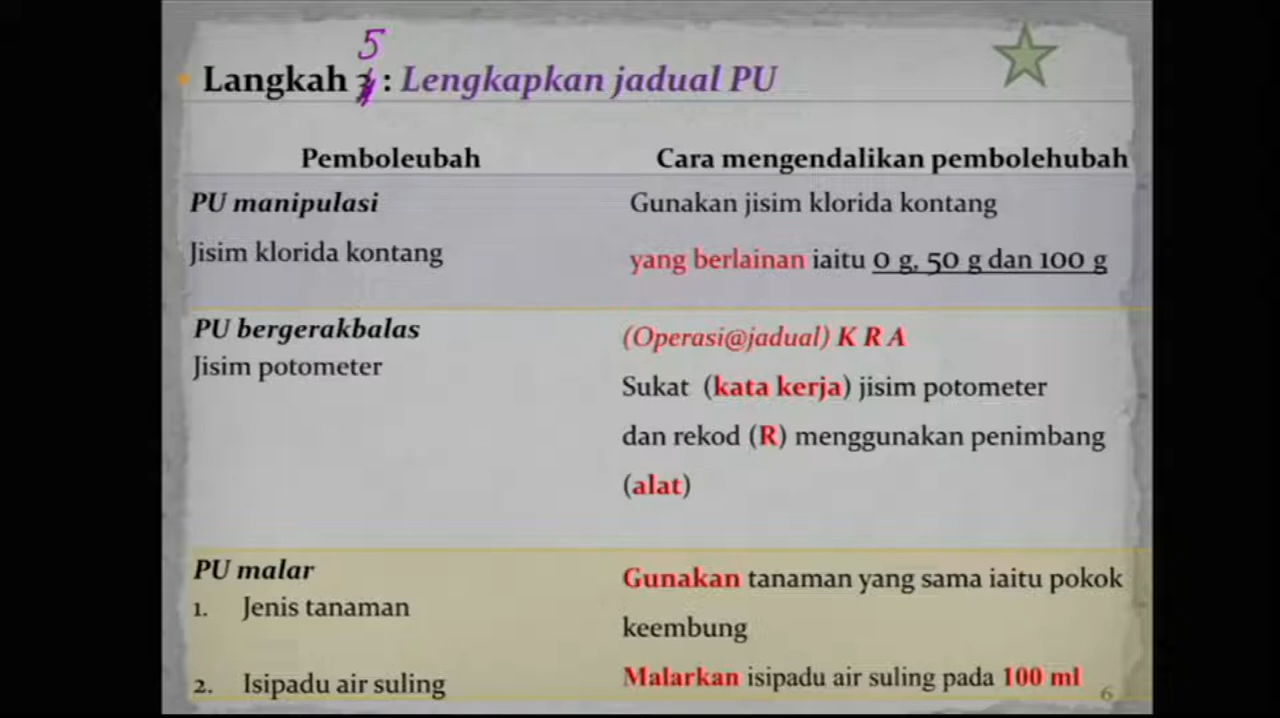 5
Langkah : Lengkapkan jadual PU
Pemboleubah Cara mengendalikan pembolehubah
PU manipulasi Gunakan jisim klorida kontang
Jisim klorida kontang yang berlainan iaitu 0 g, 50 g dan 100 g
PU bergerakbalas (Operasi@jadual) K R A
Jisim potometer Sukat (kata kerja) jisim potometer
dan rekod (R) menggunakan penimbang
(alat)
PU malar Gunakan tanaman yang sama iaitu pokok
1. Jenis tanaman keembung
2. Isipadu air suling Malarkan isipadu air suling pada 100 ml
6